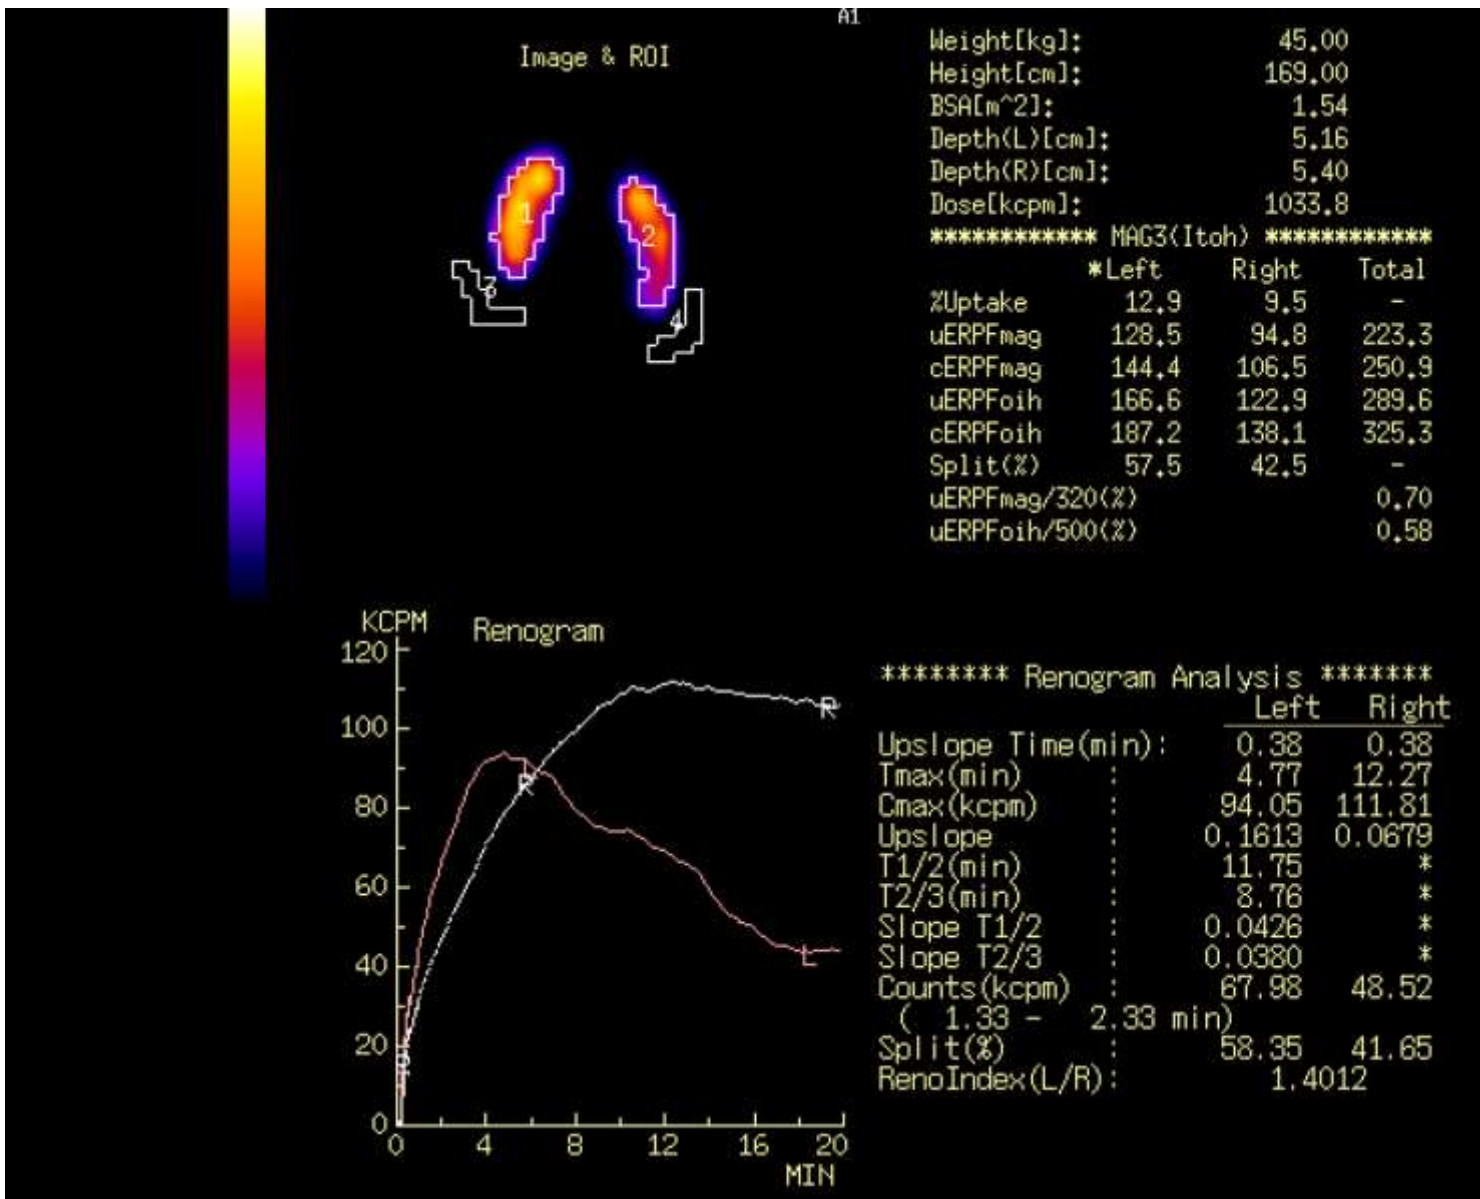 A1
Image & ROI
1
2
3
4
Weight[kg]: 45.00
Height[cm]: 169.00
BSA[m^2]: 1.54
Depth(L)[cm]: 5.16
Depth(R)[cm]: 5.40
Dose[kcpm]: 1033.8
************ MAG3(Itoh) ************
*Left Right Total
%Uptake 12.9 9.5 -
uERPFmag 128.5 94.8 223.3
cERPFmag 144.4 106.5 250.9
uERPFoih 166.6 122.9 289.6
cERPFoih 187.2 138.1 325.3
Split(%) 57.5 42.5 -
uERPFmag/320(%) 0.70
uERPFoih/500(%) 0.58
KCPM Renogram
120
100
80
60
40
20
0
R
R
L
0 4 8 12 16 20
MIN
******** Renogram Analysis *******
Left Right
Upslope Time(min): 0.38 0.38
Tmax(min) : 4.77 12.27
Cmax(kcpm) : 94.05 111.81
Upslope : 0.1613 0.0679
T1/2(min) : 11.75 *
T2/3(min) : 8.76 *
Slope T1/2 : 0.0426 *
Slope T2/3 : 0.0380 *
Counts(kcpm) : 67.98 48.52
( 1.33 - 2.33 min)
Split(%) : 58.35 41.65
RenoIndex(L/R): 1.4012